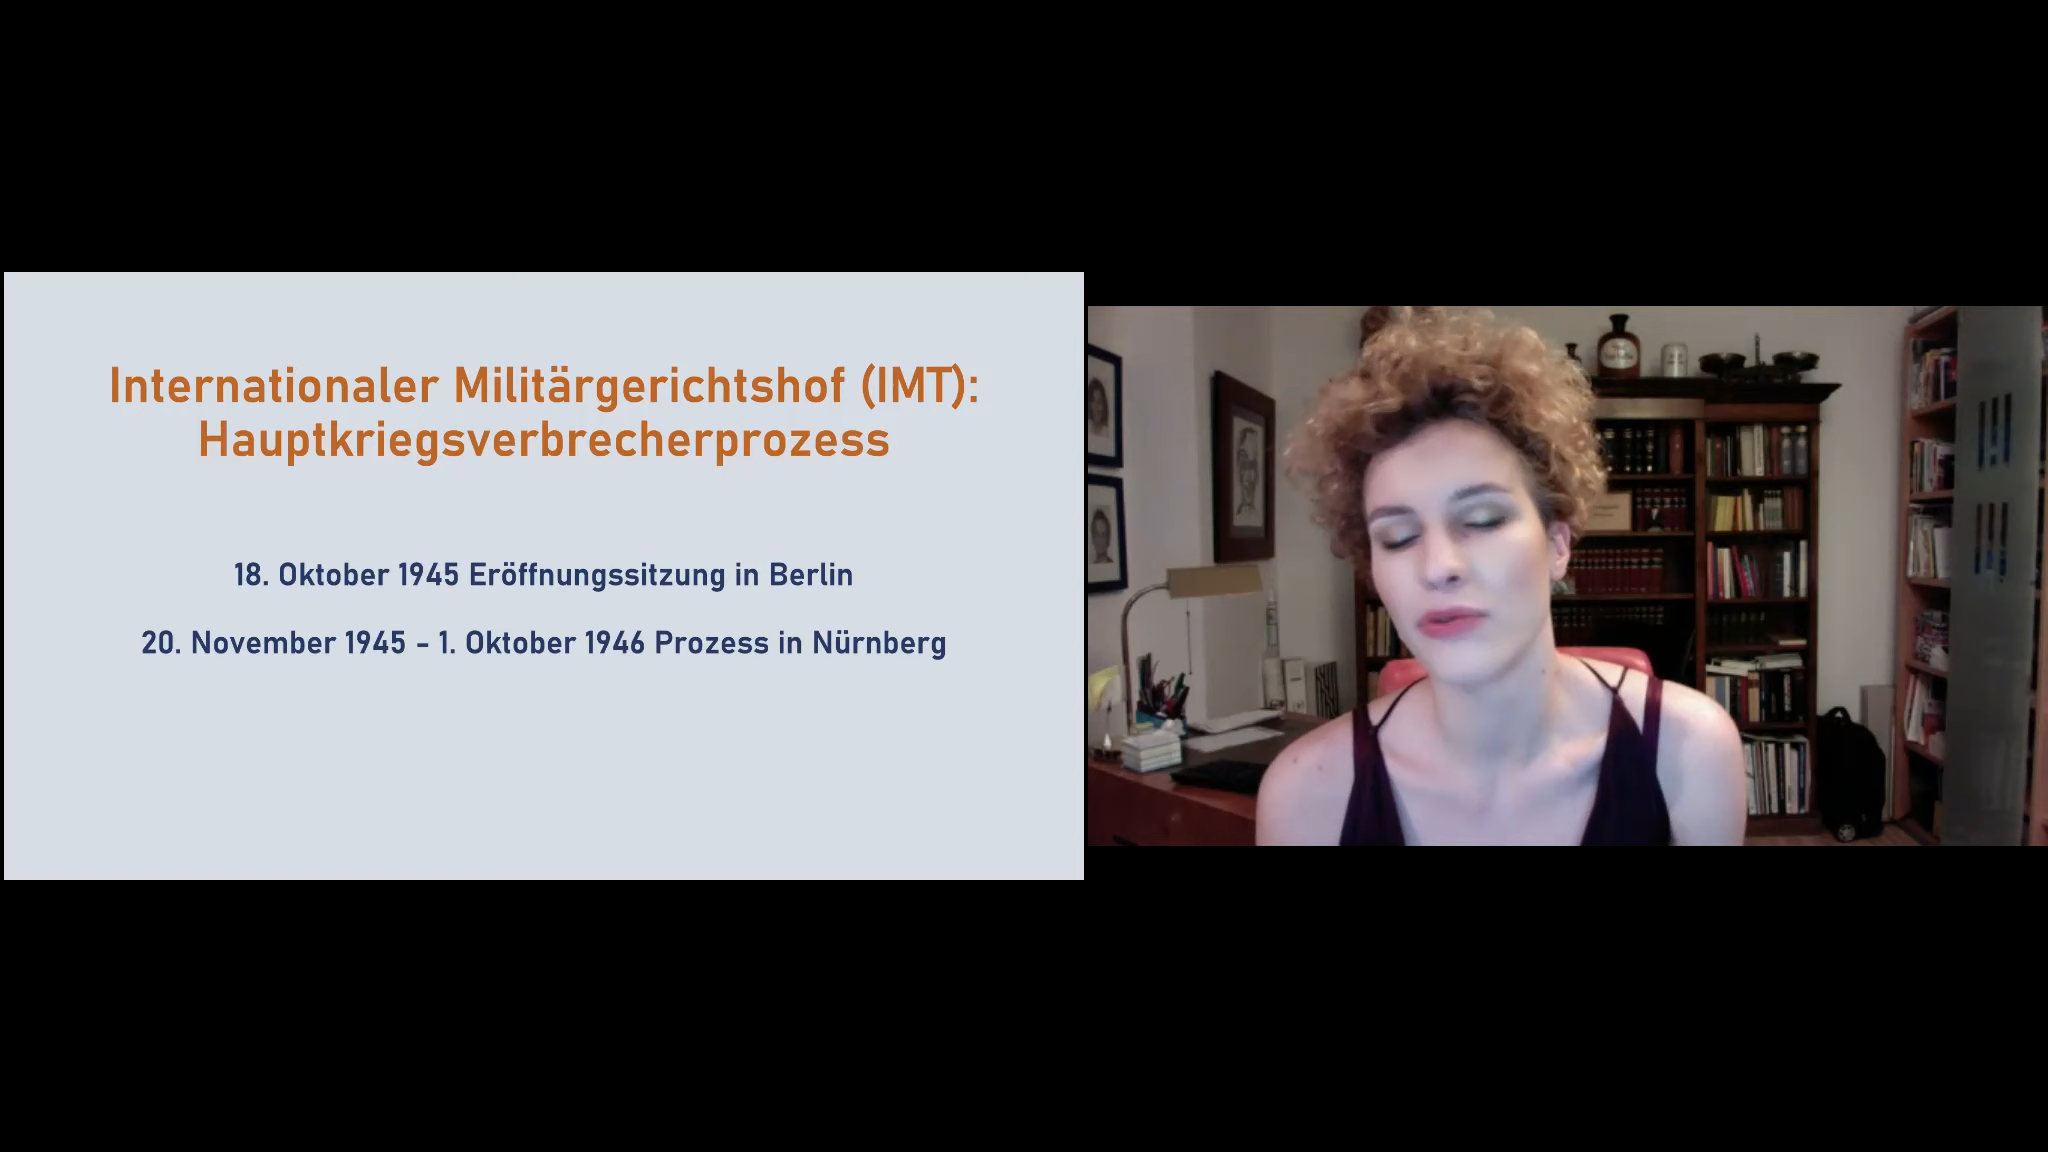 Internationaler Militärgerichtshof (IMT):
Hauptkriegsverbrecherprozess
18. Oktober 1945 Eröffnungssitzung in Berlin
20. November 1945 - 1. Oktober 1946 Prozess in Nürnberg